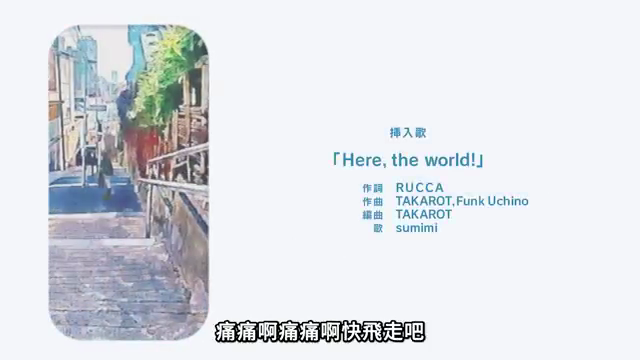 挿入歌
「Here, the world!」
作詞 RUCCA
作曲 TAKAROT,Funk Uchino
編曲 TAKAROT
歌 sumimi
痛痛啊痛痛啊快飛走吧